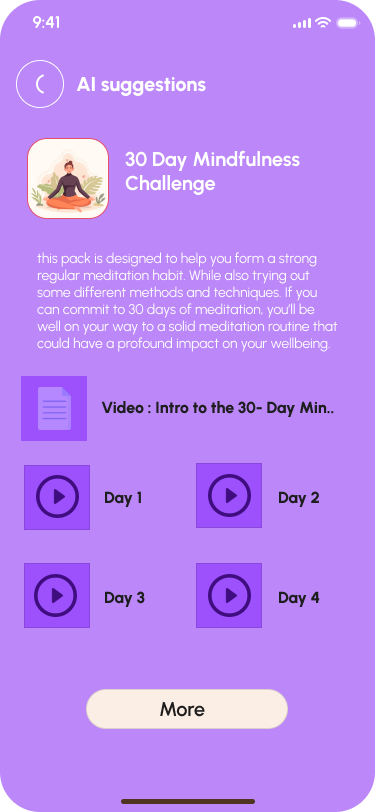 9:41
AI suggestions
30 Day Mindfulness
Challenge
this pack is designed to help you form a strong
regular meditation habit. While also trying out
some different methods and techniques. If you
can commit to 30 days of meditation, you'll be
well on your way to a solid meditation routine that
could have a profound impact on your wellbeing.
Video : Intro to the 30- Day Min..
Day 1
Day 2
Day 3
Day 4
More